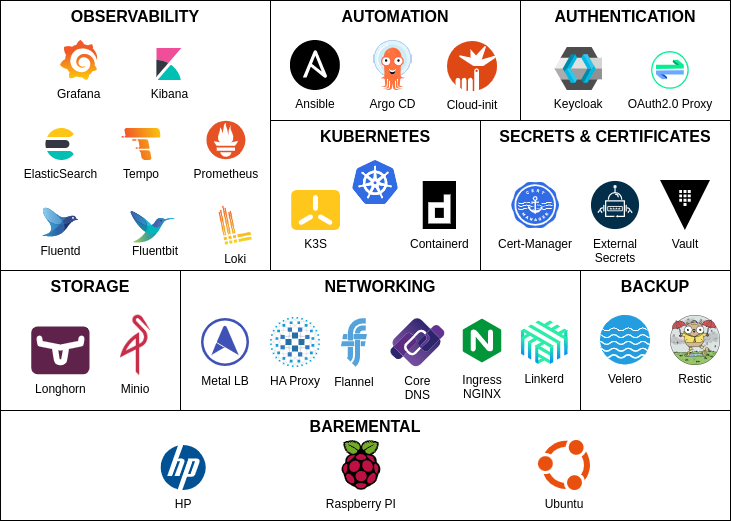 OBSERVABILITY
Grafana
Kibana
ElasticSearch
Tempo
Prometheus
Fluentd
Fluentbit
Loki
AUTOMATION
Ansible
Argo CD
Cloud-init
AUTHENTICATION
Keycloak
OAuth2.0 Proxy
KUBERNETES
K3S
d
Containerd
SECRETS & CERTIFICATES
CERT
MANAGER
Cert-Manager
External
Secrets
Vault
STORAGE
Longhorn
Minio
NETWORKING
Metal LB
HA Proxy
Flannel
Core
DNS
N
Ingress
NGINX
Linkerd
BACKUP
Velero
Restic
BAREMENTAL
hp
HP
Raspberry PI
Ubuntu